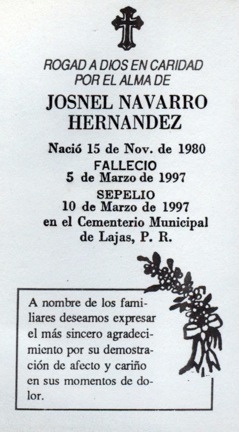 ROGAD A DIOS EN CARIDAD
POR EL ALMA DE
JOSNEL NAVARRO
HERNANDEZ
Nació 15 de Nov. de 1980
FALLECIO
5 de Marzo de 1997
SEPELIO
10 de Marzo de 1997
en el Cementerio Municipal
de Lajas, P. R.
A nombre de los fami-
liares deseamos expresar
el más sincero agradeci-
miento por su demostra-
ción de afecto y cariño
en sus momentos de do-
lor.